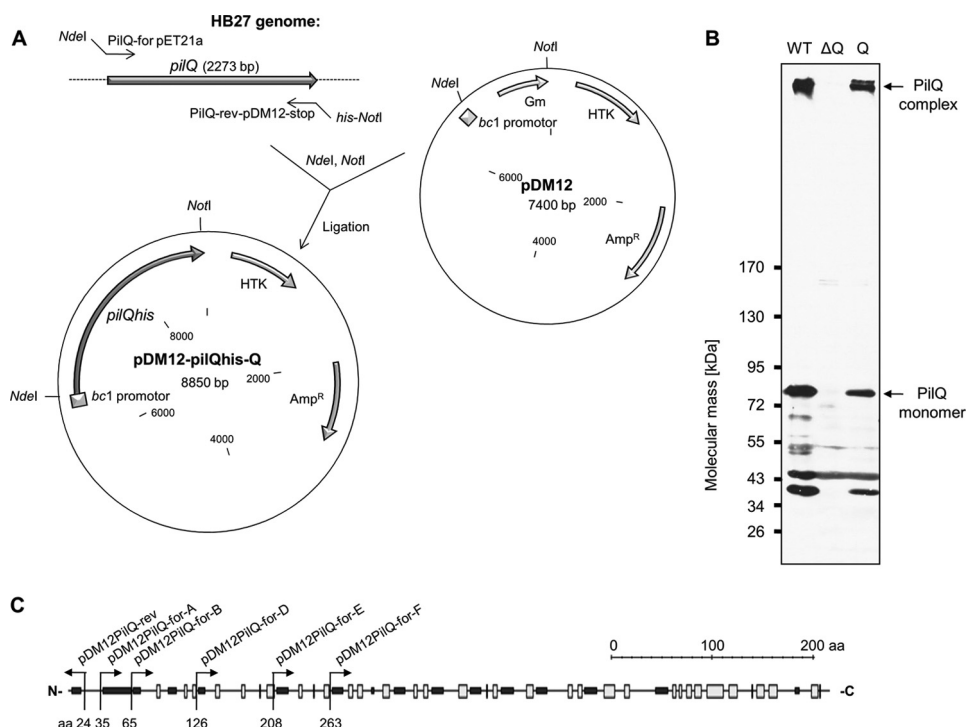 A
HB27 genome:
NdeI
PilQ-for pET21a
pilQ (2273 bp)
PilQ-rev-pDM12-stop
his-NotI
NdeI, NotI
Ligation
NotI
NdeI
Gm
HTK
bc1 promotor
6000
pDM12
7400 bp
2000
4000
AmpR
NotI
HTK
pilQhis
8000
pDM12-pilQhis-Q
8850 bp
2000
NdeI
bc1 promotor
6000
AmpR
4000
B
WT ΔQ Q
PilQ
complex
170
130
95
PilQ
monomer
72
55
43
34
26
Molecular mass [kDa]
C
pDM12PilQ-rev
pDM12PilQ-for-A
pDM12PilQ-for-B
pDM12PilQ-for-D
pDM12PilQ-for-E
pDM12PilQ-for-F
0 100 200 aa
N- -C
aa 24 35 65 126 208 263